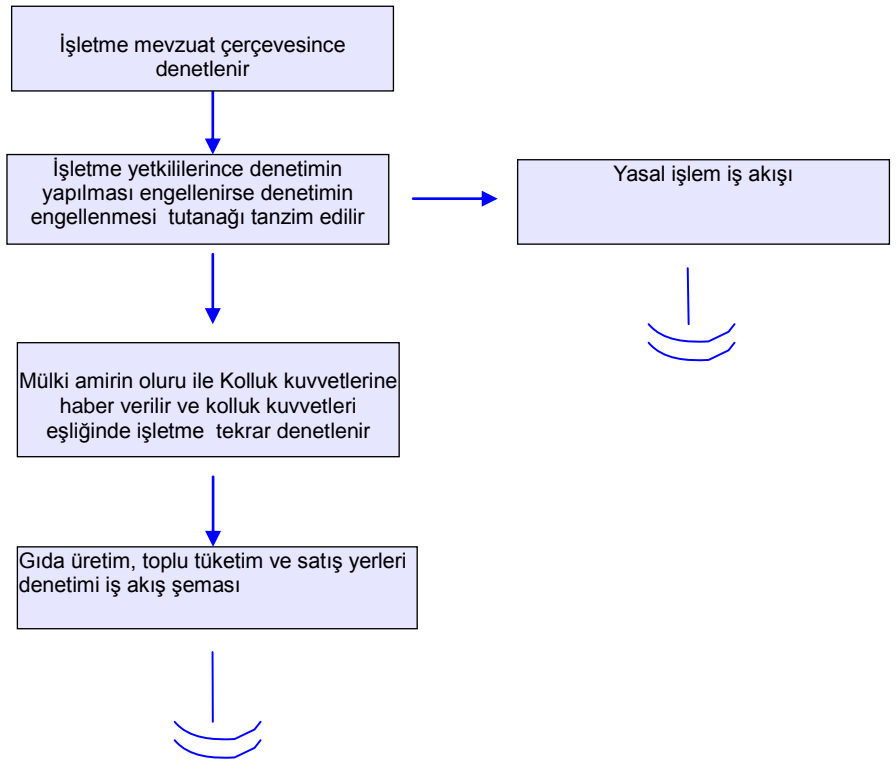 İşletme mevzuat çerçevesince
denetlenir
İşletme yetkililerince denetimin
yapılması engellenirse denetimin
engellenmesi tutanağı tanzim edilir
Yasal işlem iş akışı
Mülki amirin oluru ile Kolluk kuvvetlerine
haber verilir ve kolluk kuvvetleri
eşliğinde işletme tekrar denetlenir
Gıda üretim, toplu tüketim ve satış yerleri
denetimi iş akış şeması